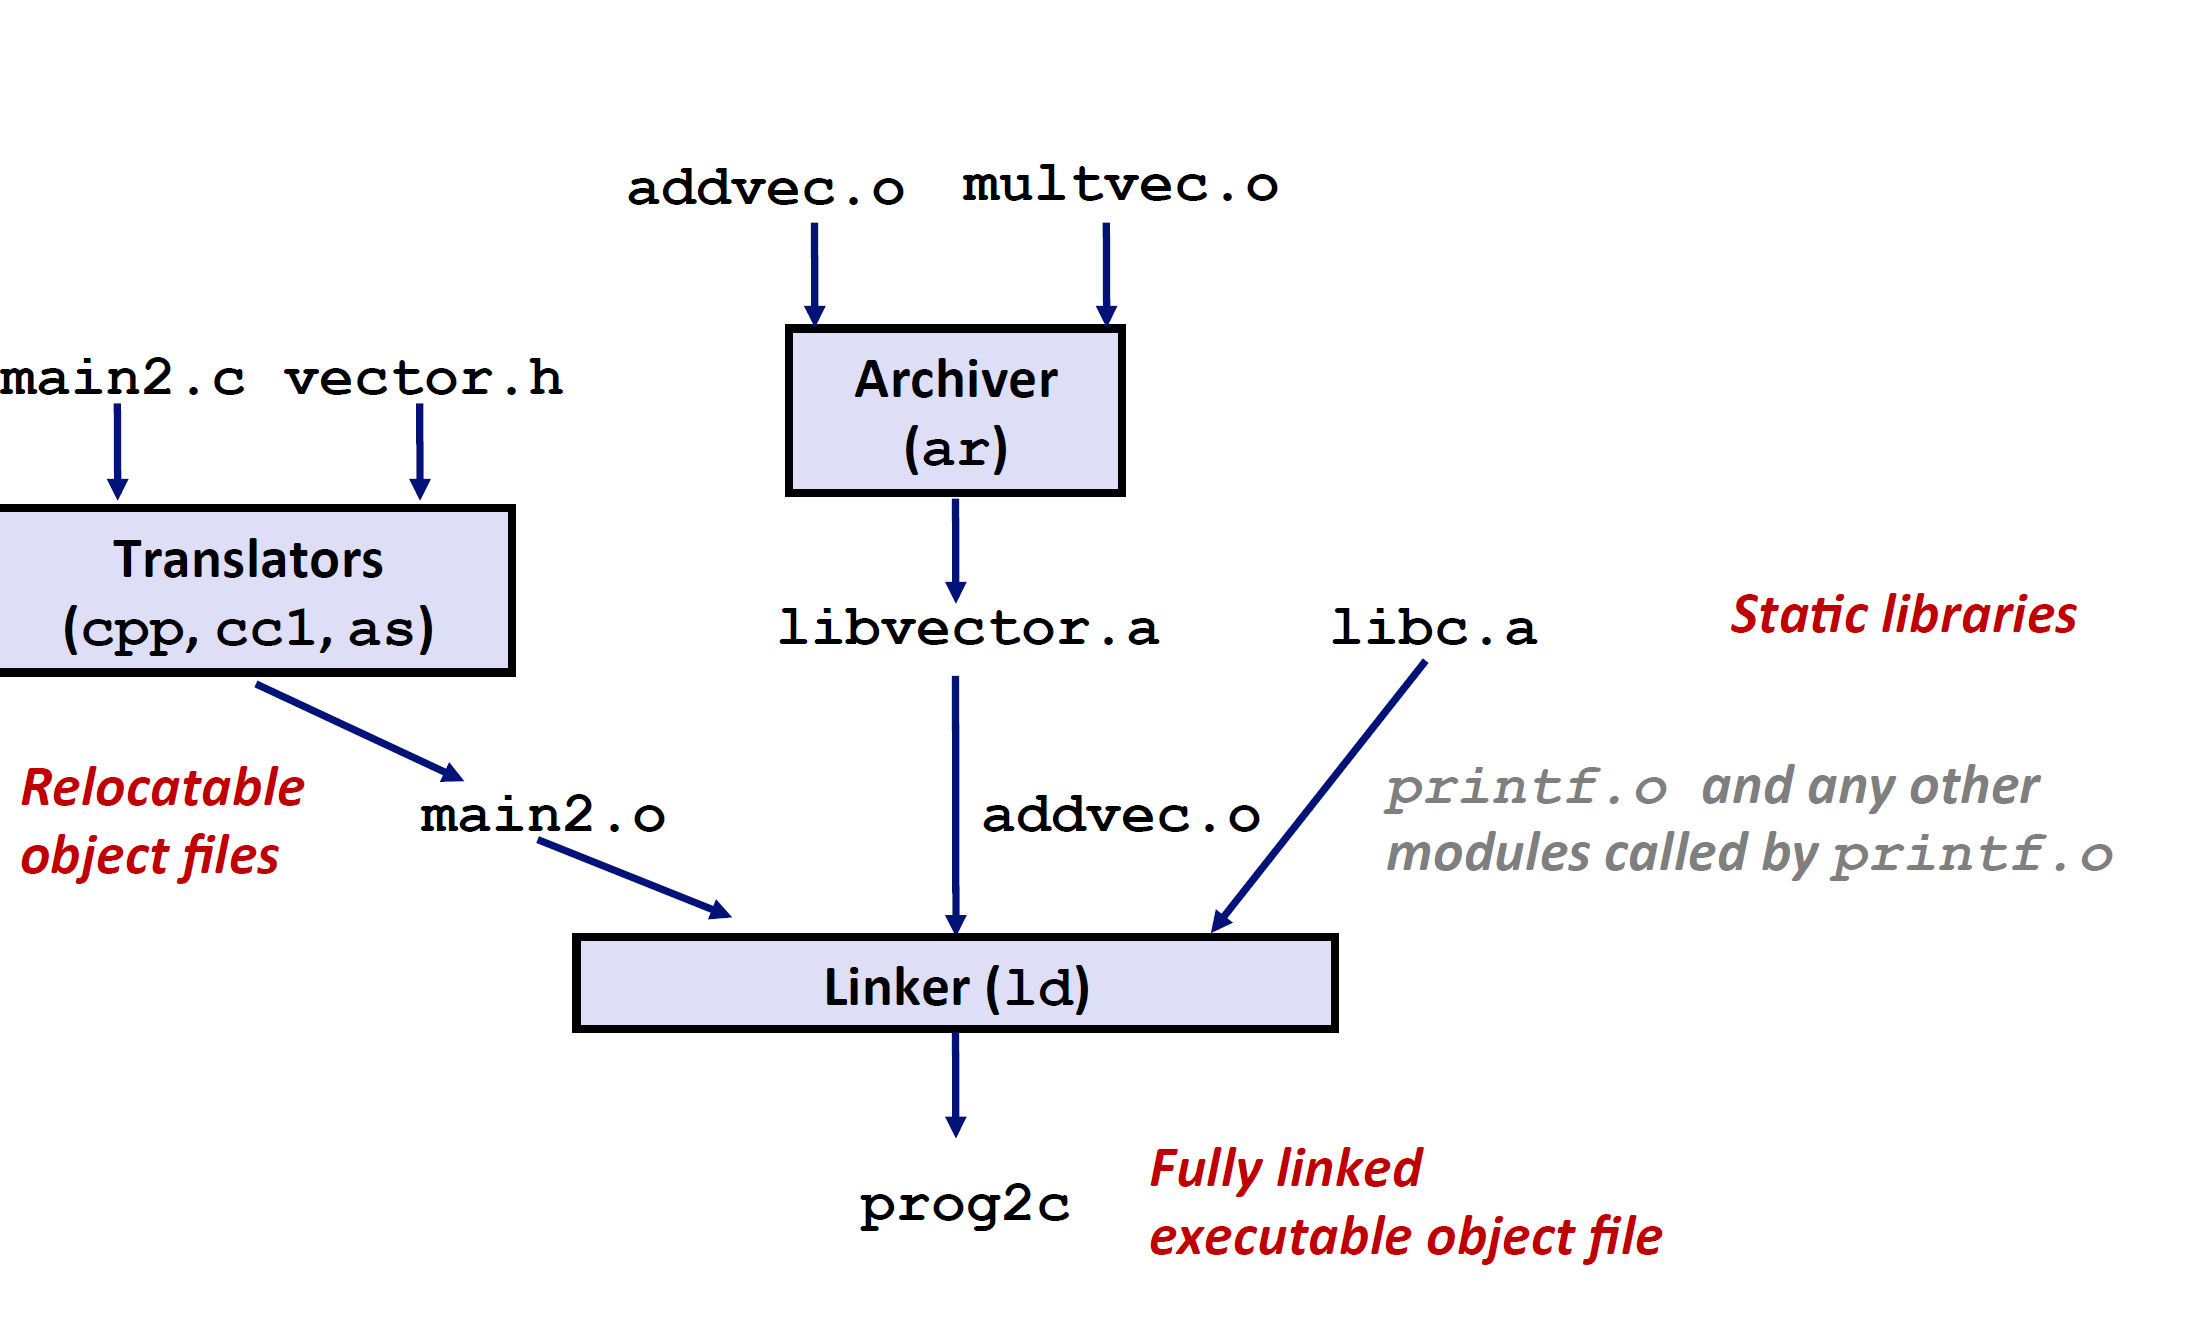 addvec.o multvec.o
main2.c vector.h
Archiver
(ar)
Translators
(cpp, cc1, as)
libvector.a libc.a Static libraries
Relocatable
object files
main2.o addvec.o
printf.o and any other
modules called by printf.o
Linker (ld)
prog2c
Fully linked
executable object file